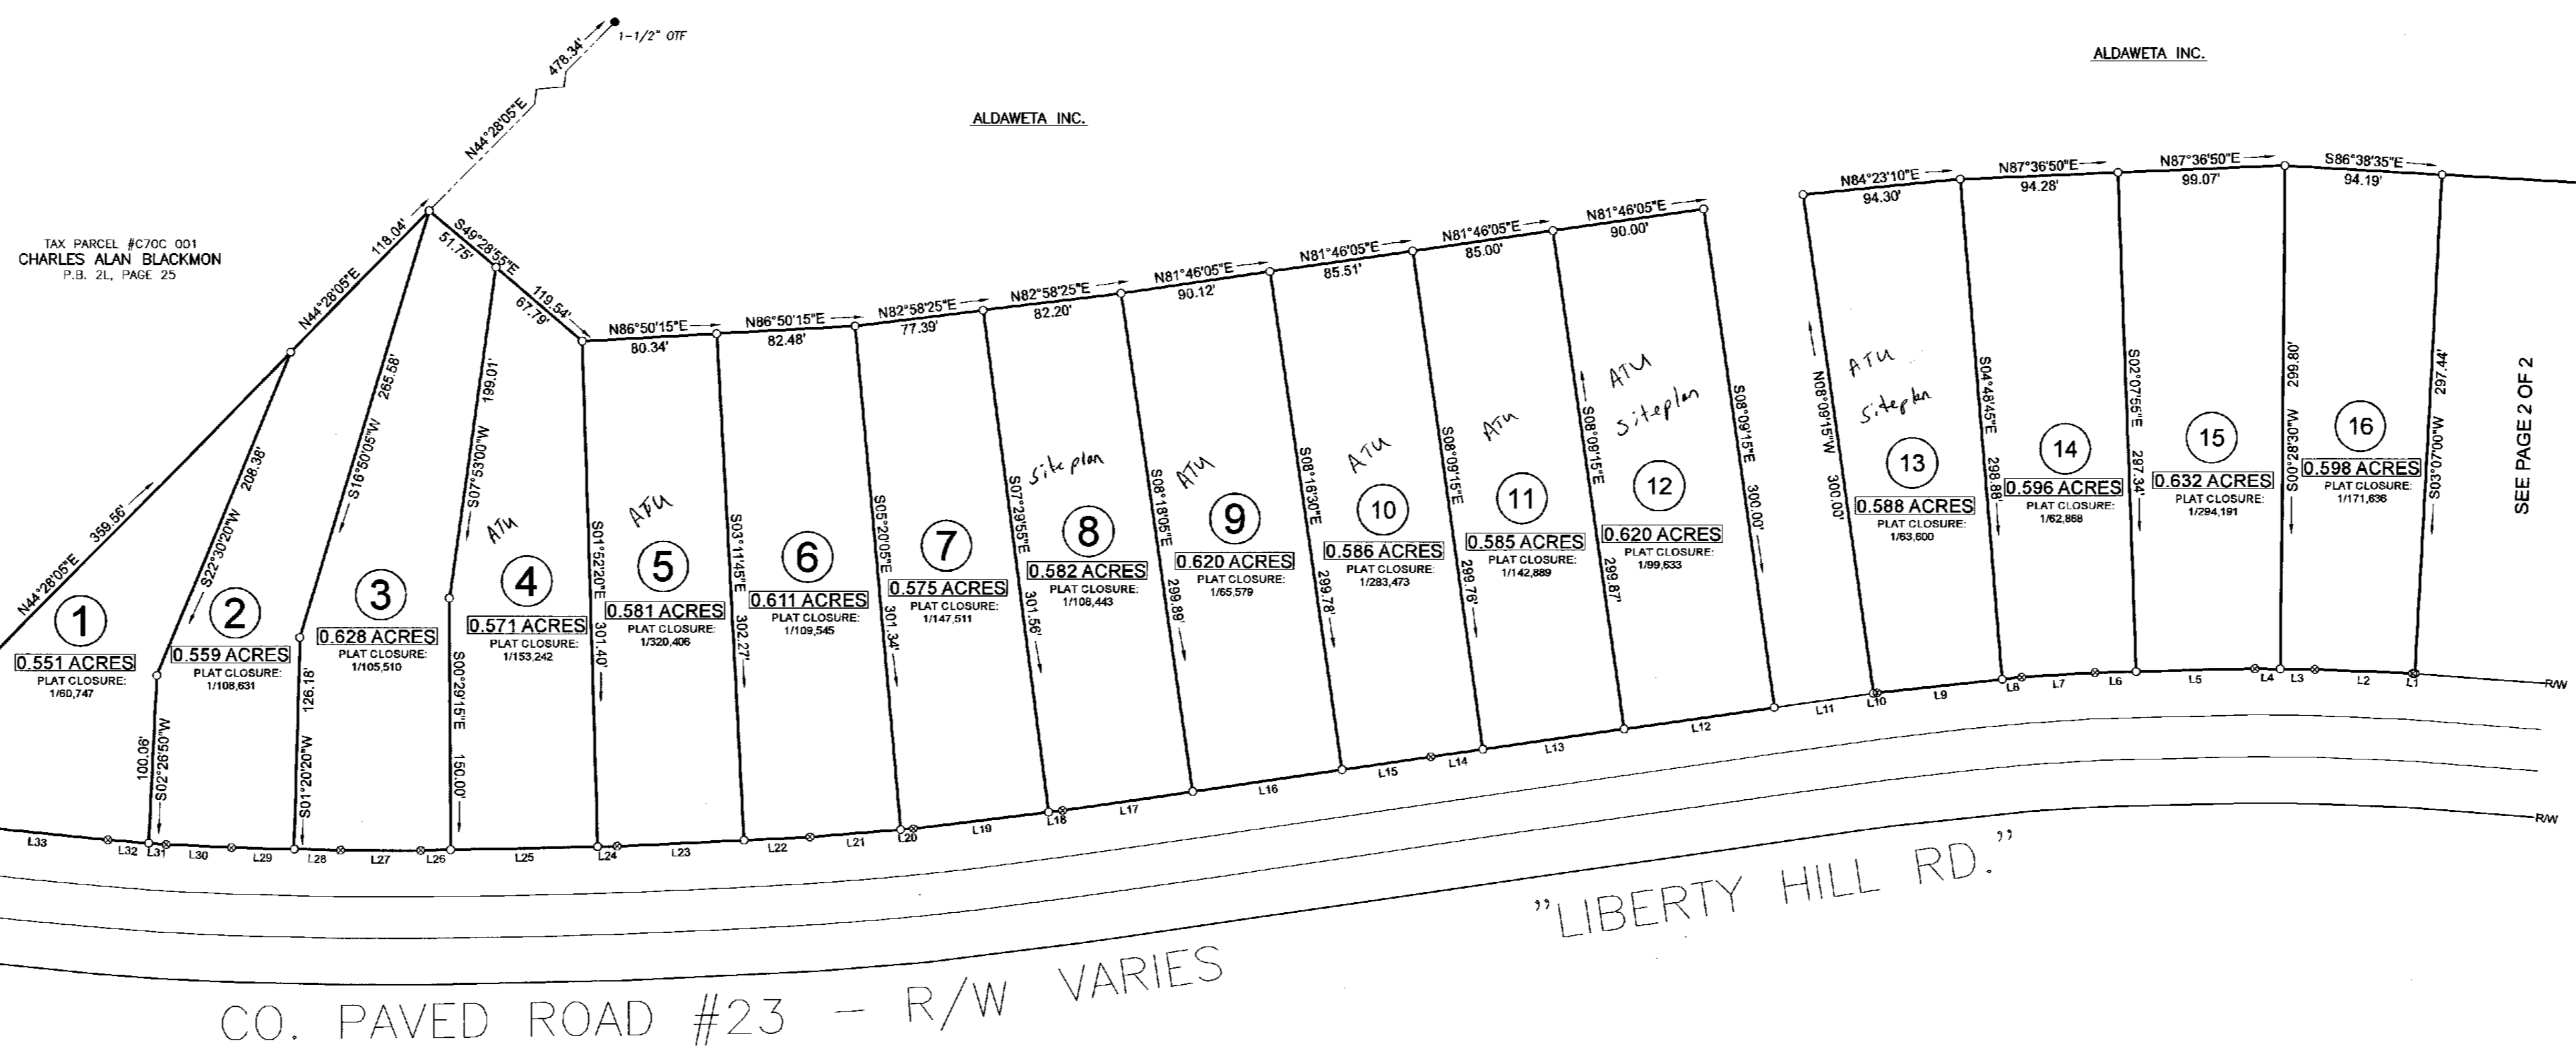 478.34'
1-1/2" OTF
N44°28'05"E
ALDAWETA INC.
ALDAWETA INC.
TAX PARCEL #C70C 001
CHARLES ALAN BLACKMON
P.B. 2L, PAGE 25
118.04'
N44°28'05"E
359.56'
N44°28'05"E
S49°28'55"E
51.75'
119.54'
67.79'
N86°50'15"E
80.34'
N86°50'15"E
82.48'
N82°58'25"E
77.39'
N82°58'25"E
82.20'
N81°46'05"E
90.12'
N81°46'05"E
85.51'
N81°46'05"E
85.00'
N81°46'05"E
90.00'
N84°23'10"E
94.30'
N87°36'50"E
94.28'
N87°36'50"E
99.07'
S86°38'35"E
94.19'
1
0.551 ACRES
PLAT CLOSURE:
1/60,747
S22°30'20"W 208.38'
S02°26'50"W
100.06'
2
0.559 ACRES
PLAT CLOSURE:
1/108,631
S16°50'05"W 265.58'
S01°20'20"W 126.18'
3
0.628 ACRES
PLAT CLOSURE:
1/105,510
S07°53'00"W 199.01'
S00°29'15"E 150.00'
ATU
4
0.571 ACRES
PLAT CLOSURE:
1/153,242
S01°52'20"E 301.40'
ATU
5
0.581 ACRES
PLAT CLOSURE:
1/320,406
S03°11'45"E 302.27'
6
0.611 ACRES
PLAT CLOSURE:
1/109,545
S05°20'05"E 301.34'
7
0.575 ACRES
PLAT CLOSURE:
1/147,511
S07°29'55"E 301.56'
siteplan
8
0.582 ACRES
PLAT CLOSURE:
1/108,443
S08°18'05"E 299.89'
ATU
9
0.620 ACRES
PLAT CLOSURE:
1/65,579
S08°16'30"E 299.78'
ATU
10
0.586 ACRES
PLAT CLOSURE:
1/283,473
S08°09'15"E 299.76'
ATU
11
0.585 ACRES
PLAT CLOSURE:
1/142,889
S08°09'15"E 299.87'
ATU
siteplan
12
0.620 ACRES
PLAT CLOSURE:
1/99,633
S08°09'15"E 300.00'
N08°09'15"W 300.00'
ATU
siteplan
13
0.588 ACRES
PLAT CLOSURE:
1/63,600
S04°48'45"E 298.88'
14
0.596 ACRES
PLAT CLOSURE:
1/62,868
S02°07'55"E 297.34'
15
0.632 ACRES
PLAT CLOSURE:
1/294,191
S00°28'30"W 299.80'
16
0.598 ACRES
PLAT CLOSURE:
1/171,636
S03°07'00"W 297.44'
SEE PAGE 2 OF 2
L33
L32
L31
L30
L29
L28
L27
L26
L25
L24
L23
L22
L21
L20
L19
L18
L17
L16
L15
L14
L13
L12
L11
L10
L9
L8
L7
L6
L5
L4
L3
L2
L1
R/W
R/W
"LIBERTY HILL RD."
CO. PAVED ROAD #23 - R/W VARIES